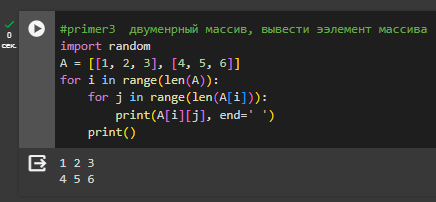 0
сек.
#primer3  двуменрный массив, вывести ээлемент массива
import random
A = [[1, 2, 3], [4, 5, 6]]
for i in range(len(A)):
    for j in range(len(A[i])):
        print(A[i][j], end=' ')
    print()
1 2 3
4 5 6